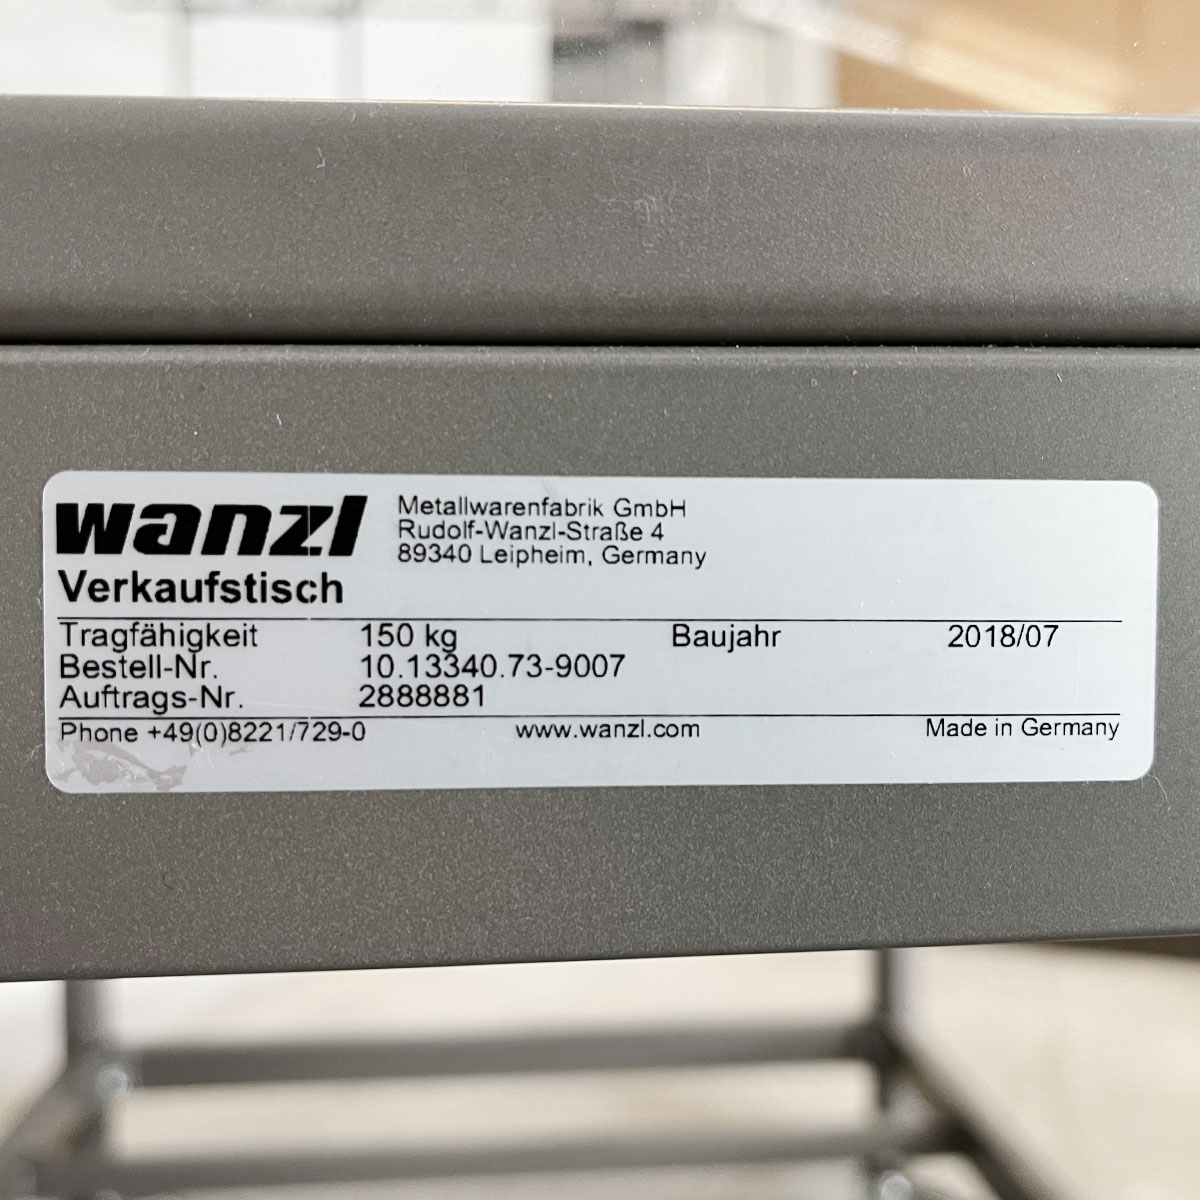 wanzl
Metallwarenfabrik GmbH
Rudolf-Wanzl-Straße 4
89340 Leipheim, Germany
Verkaufstisch
Tragfähigkeit 150 kg Baujahr 2018/07
Bestell-Nr. 10.13340.73-9007
Auftrags-Nr. 2888881
Phone +49(0)8221/729-0 www.wanzl.com Made in Germany